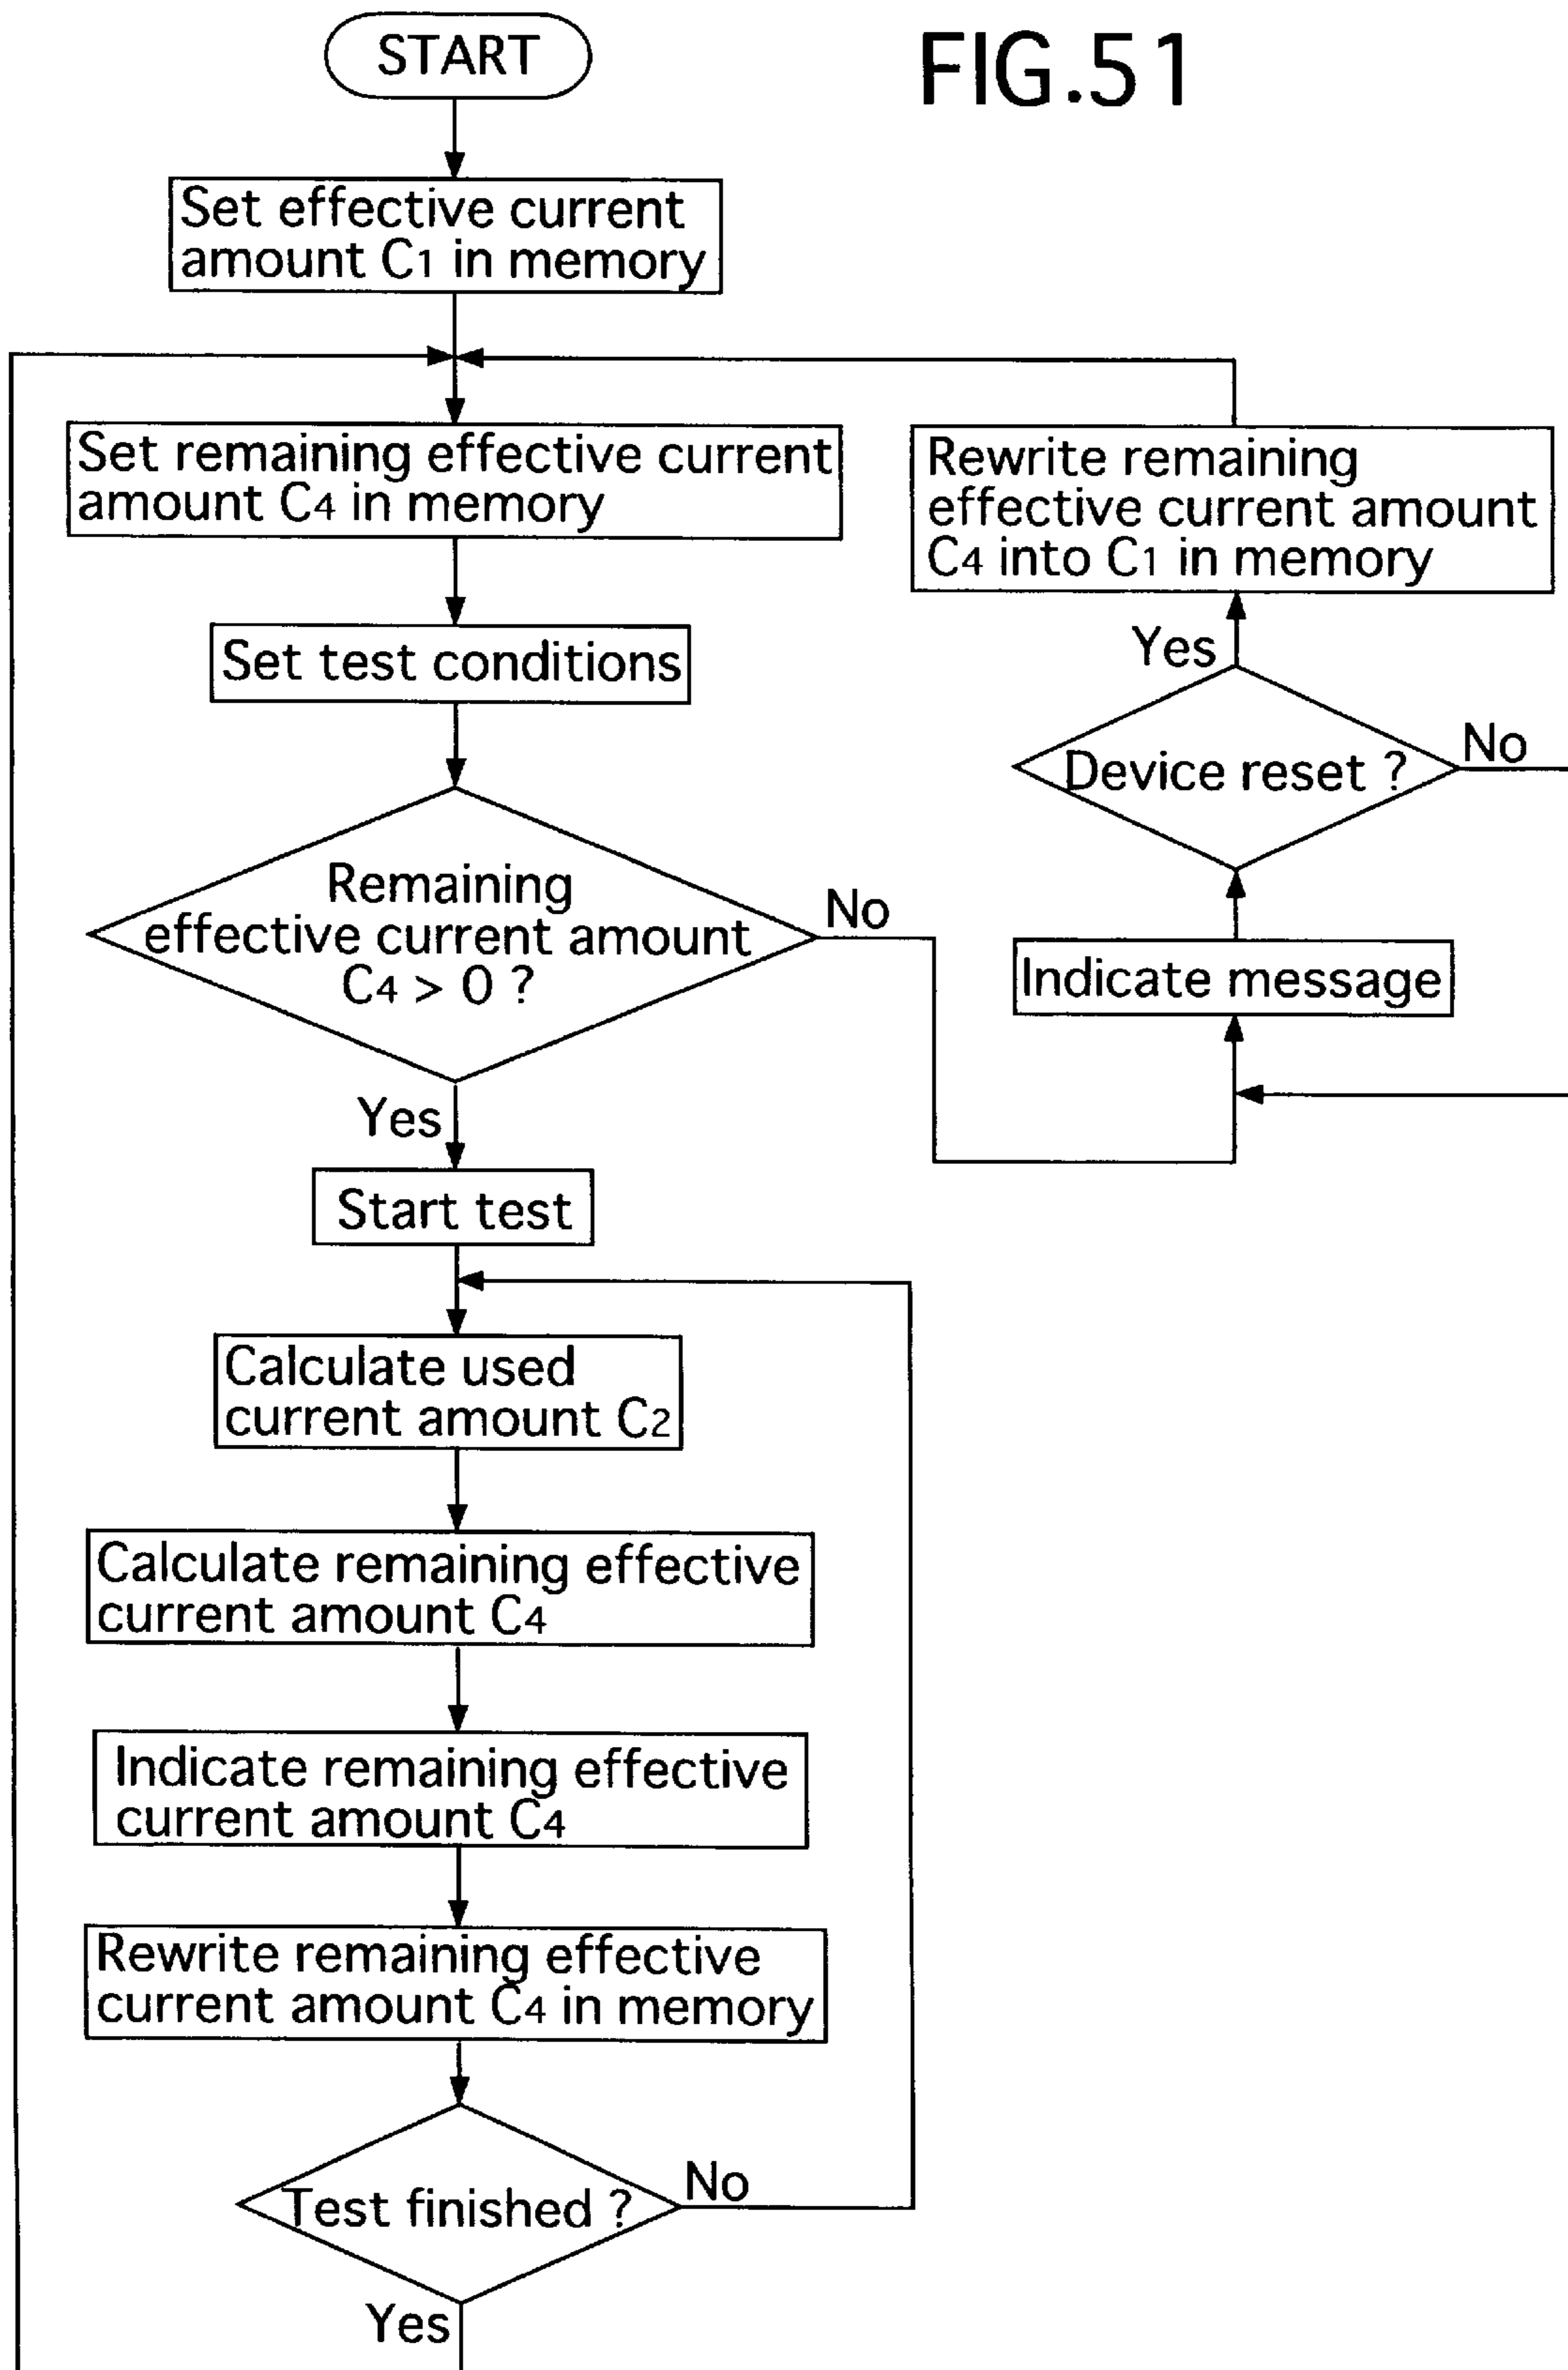 START
FIG.51
Set effective current
amount C1 in memory
Set remaining effective current
amount C4 in memory
Set test conditions
Remaining
effective current amount
C4 > 0 ?
No
Yes
Start test
Calculate used
current amount C2
Calculate remaining effective
current amount C4
Indicate remaining effective
current amount C4
Rewrite remaining effective
current amount C4 in memory
Test finished ?
No
Yes
Rewrite remaining
effective current amount
C4 into C1 in memory
Yes
Device reset ?
No
Indicate message